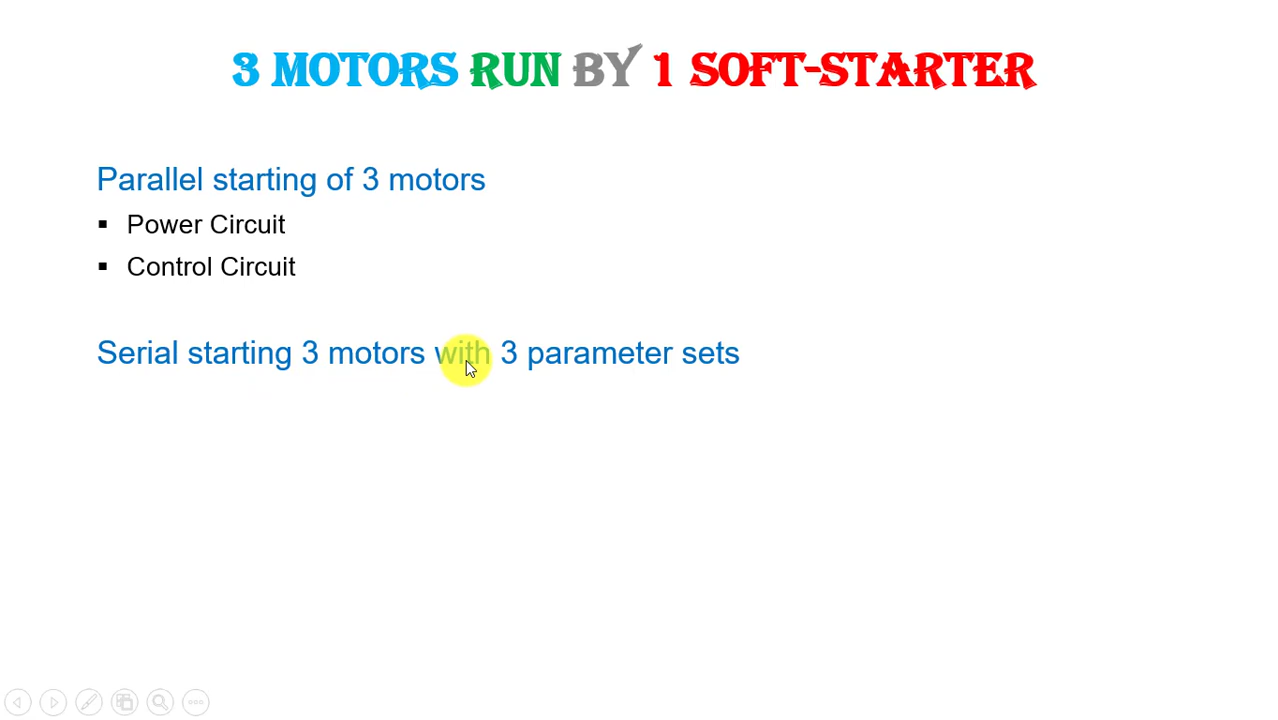 3 MOTORS RUN BY 1 SOFT-STARTER
Parallel starting of 3 motors
▪ Power Circuit
▪ Control Circuit
Serial starting 3 motors with 3 parameter sets